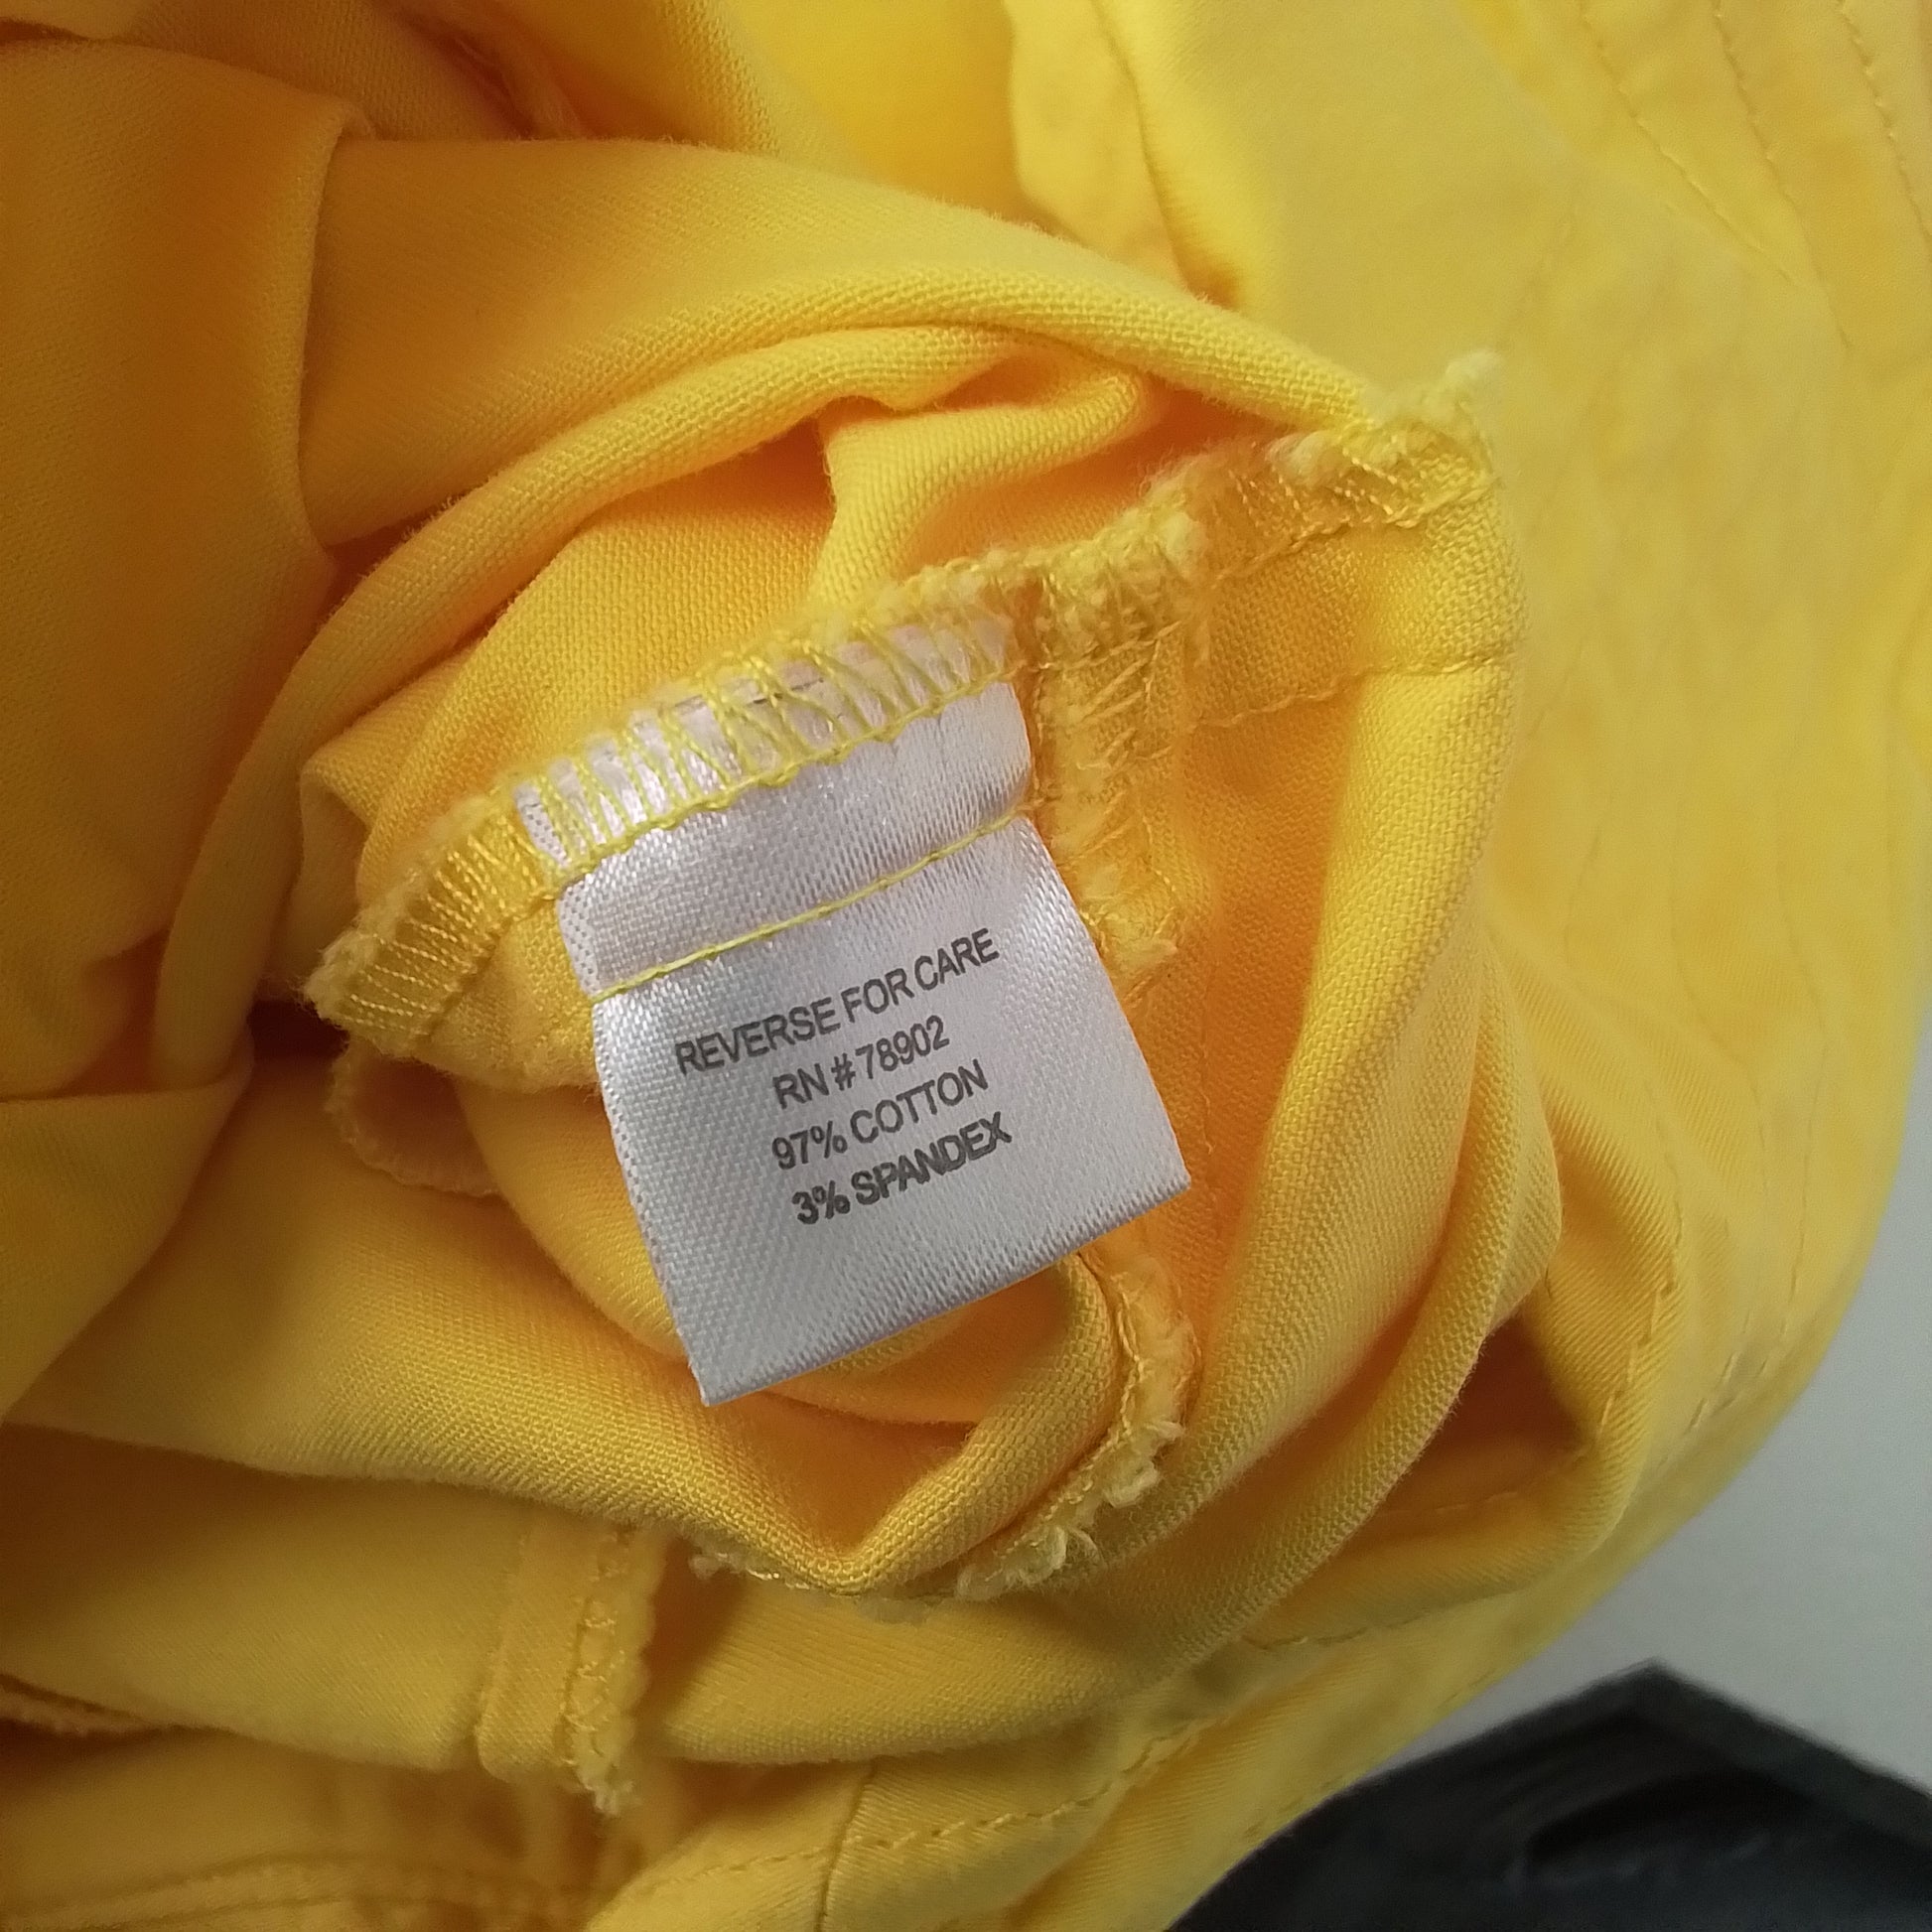 REVERSE FOR CARE
RN # 78902
97% COTTON
3% SPANDEX